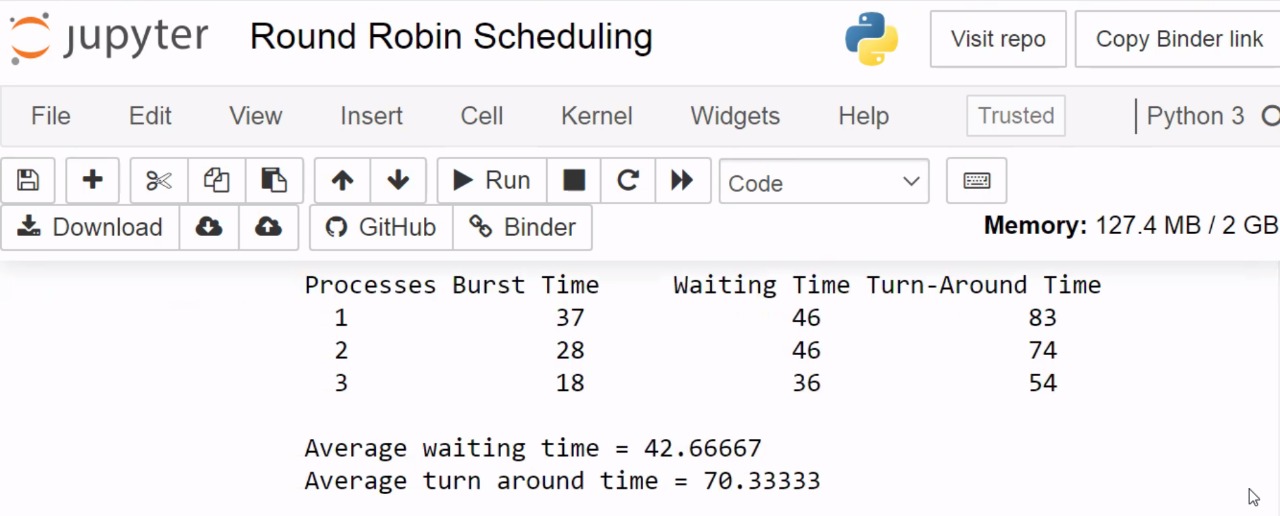 jupyter Round Robin Scheduling Visit repo Copy Binder link
File Edit View Insert Cell Kernel Widgets Help Trusted Python 3
Run Code
Download GitHub Binder Memory: 127.4 MB / 2 GB
Processes Burst Time Waiting Time Turn-Around Time
1 37 46 83
2 28 46 74
3 18 36 54
Average waiting time = 42.66667
Average turn around time = 70.33333